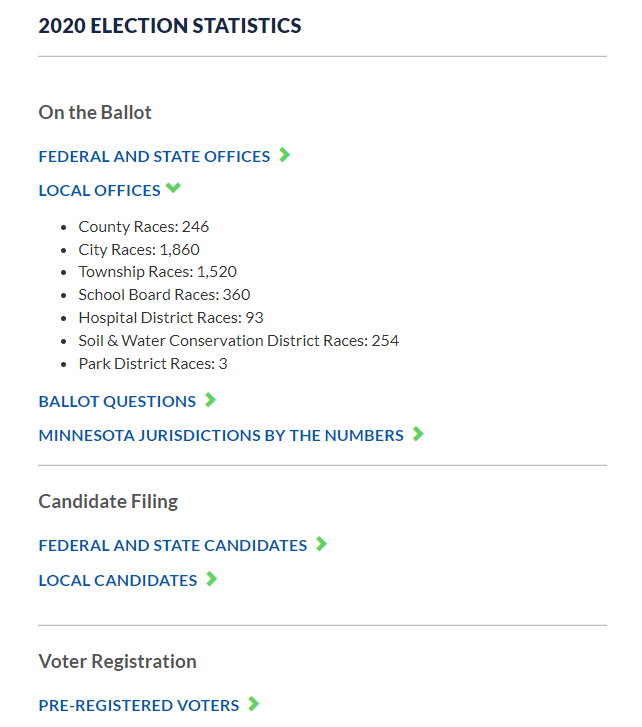 2020 ELECTION STATISTICS
On the Ballot
FEDERAL AND STATE OFFICES
LOCAL OFFICES
• County Races: 246
• City Races: 1,860
• Township Races: 1,520
• School Board Races: 360
• Hospital District Races: 93
• Soil & Water Conservation District Races: 254
• Park District Races: 3
BALLOT QUESTIONS
MINNESOTA JURISDICTIONS BY THE NUMBERS
Candidate Filing
FEDERAL AND STATE CANDIDATES
LOCAL CANDIDATES
Voter Registration
PRE-REGISTERED VOTERS